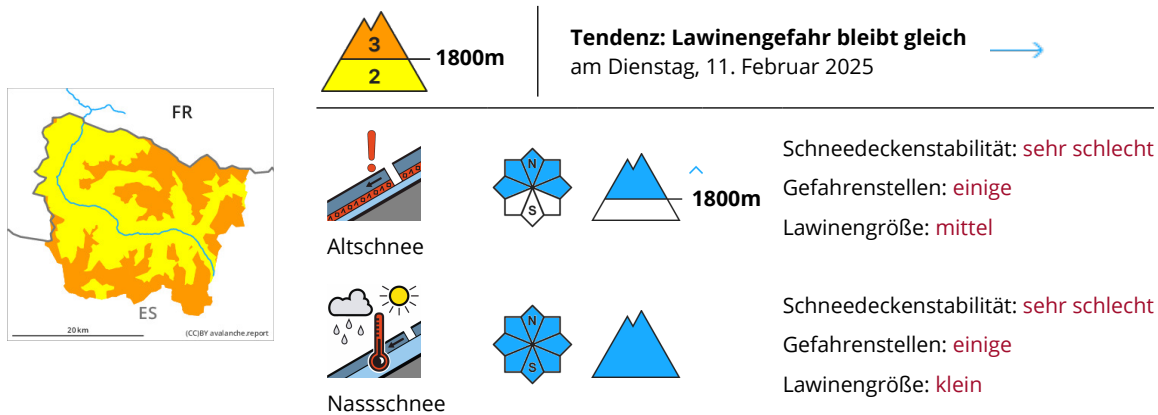 3
1800m
2
Tendenz: Lawinengefahr bleibt gleich
am Dienstag, 11. Februar 2025
FR
ES
20 km
(CC)BY avalanche.report
Altschnee
N
S
1800m
Schneedeckenstabilität: sehr schlecht
Gefahrenstellen: einige
Lawinengröße: mittel
Nassschnee
N
S
Schneedeckenstabilität: sehr schlecht
Gefahrenstellen: einige
Lawinengröße: klein